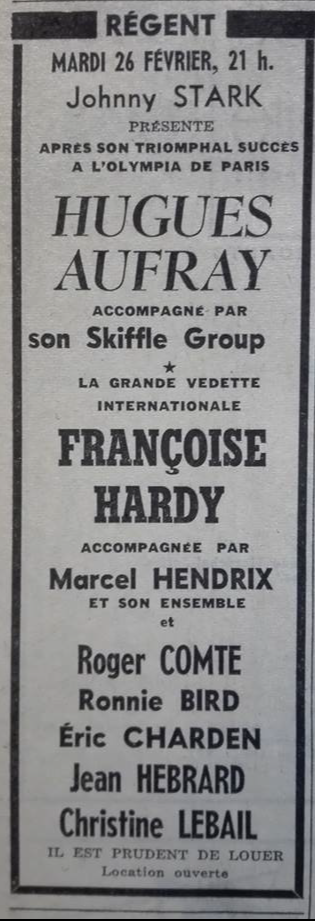 RÉGENT
MARDI 26 FÉVRIER, 21 h.
Johnny STARK
PRÉSENTE
APRÈS SON TRIOMPHAL SUCCÈS
A L'OLYMPIA DE PARIS
HUGUES
AUFRAY
ACCOMPAGNÉ PAR
son Skiffle Group
★
LA GRANDE VEDETTE
INTERNATIONALE
FRANÇOISE
HARDY
ACCOMPAGNÉE PAR
Marcel HENDRIX
ET SON ENSEMBLE
et
Roger COMTE
Ronnie BIRD
Éric CHARDEN
Jean HEBRARD
Christine LEBAIL
IL EST PRUDENT DE LOUER
Location ouverte